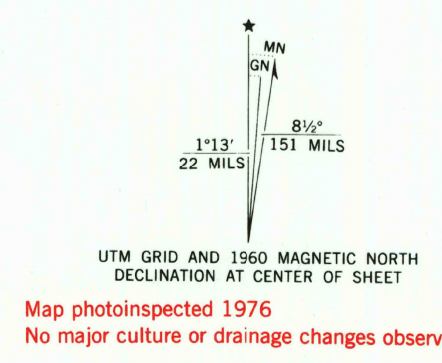 ★
MN
GN
8½°
151 MILS
1°13′
22 MILS
UTM GRID AND 1960 MAGNETIC NORTH
DECLINATION AT CENTER OF SHEET
Map photoinspected 1976
No major culture or drainage changes observ